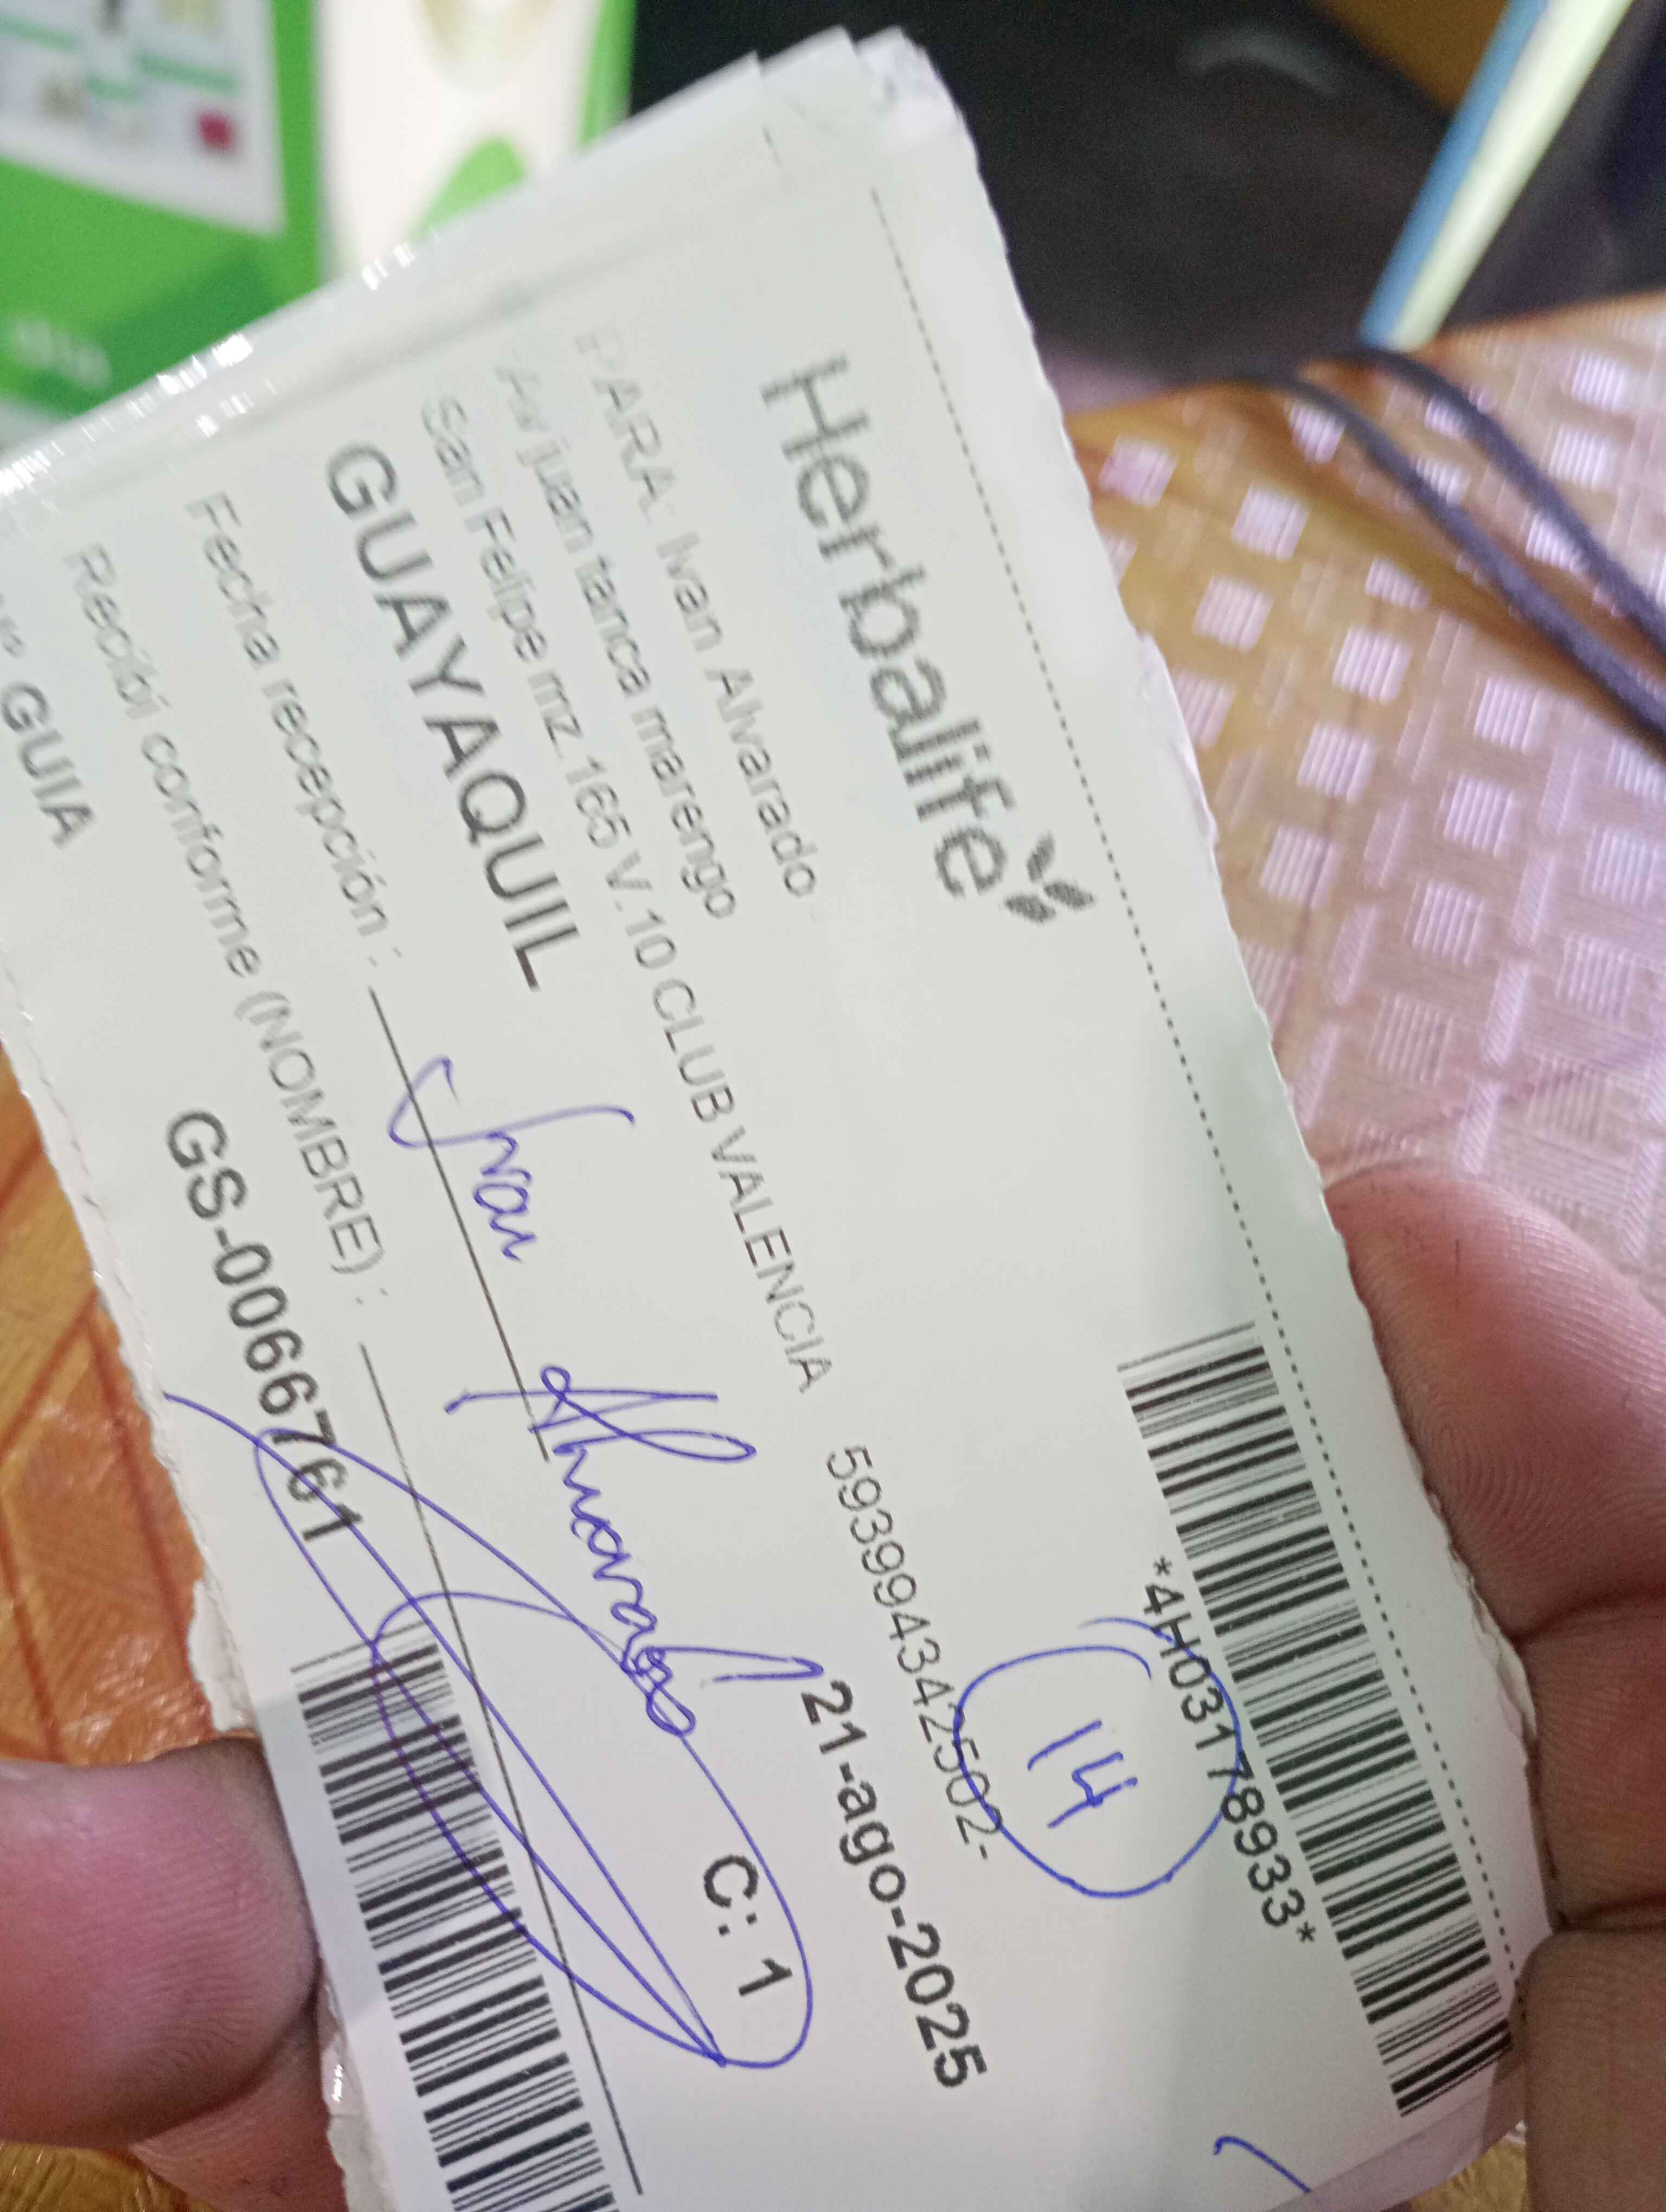 Herbalife
*4H03178933*
14
PARA: Ivan Alvarado
Av juan tanca marengo
San Felipe mz.165 V.10 CLUB VALENCIA 593994342502-
GUAYAQUIL
21-ago-2025
Fecha recepción :
Ivan Alvarado
C: 1
Recibí conforme (NOMBRE) :
GUIA
GS-0066761